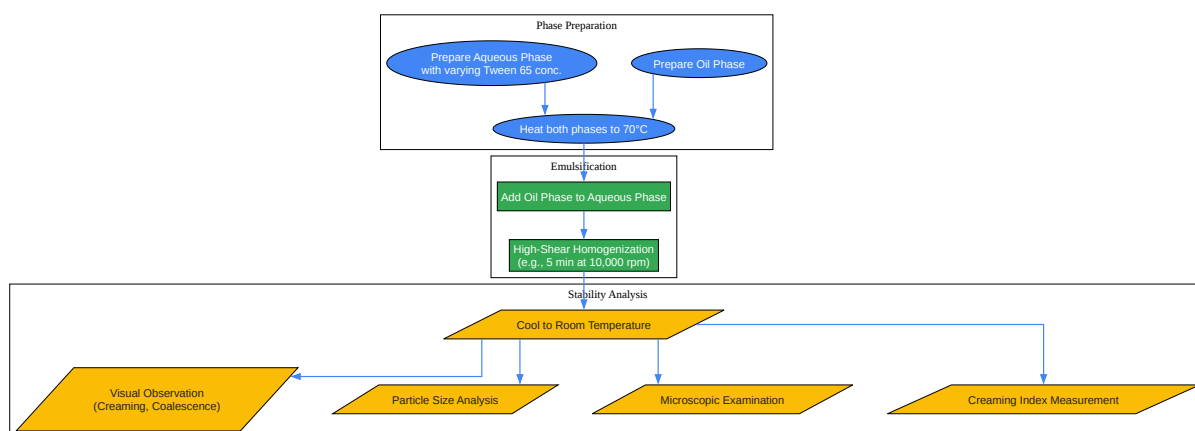 Phase Preparation
Prepare Aqueous Phase
with varying Tween 65 conc.
Prepare Oil Phase
Heat both phases to 70°C
Emulsification
Add Oil Phase to Aqueous Phase
High-Shear Homogenization
(e.g., 5 min at 10,000 rpm)
Stability Analysis
Cool to Room Temperature
Visual Observation
(Creaming, Coalescence)
Particle Size Analysis
Microscopic Examination
Creaming Index Measurement